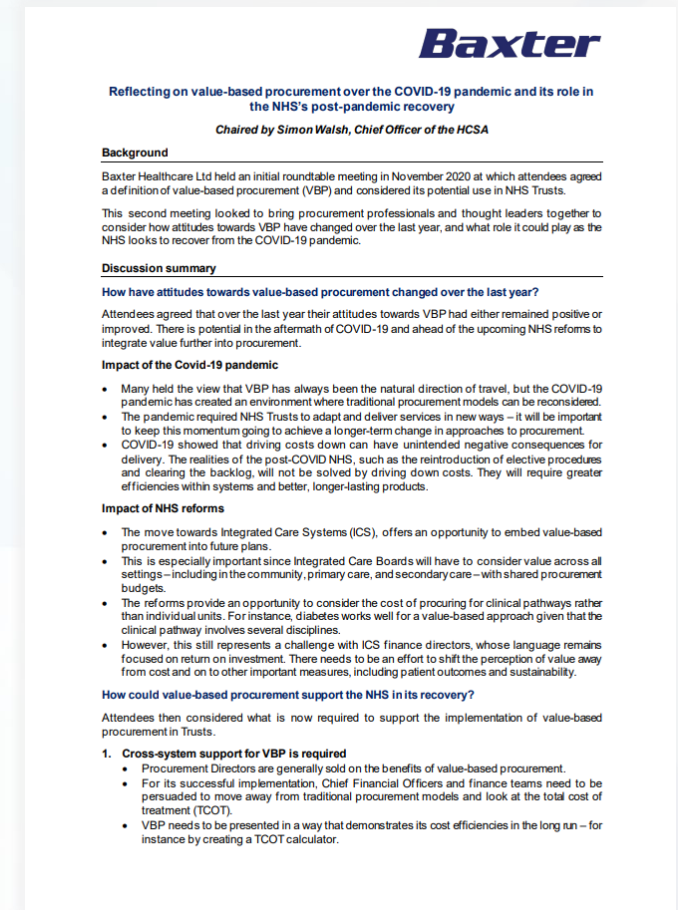 Baxter
Reflecting on value-based procurement over the COVID-19 pandemic and its role in
the NHS's post-pandemic recovery
Chaired by Simon Walsh, Chief Officer of the HCSA
Background
Baxter Healthcare Ltd held an initial roundtable meeting in November 2020 at which attendees agreed
a definition of value-based procurement (VBP) and considered its potential use in NHS Trusts.
This second meeting looked to bring procurement professionals and thought leaders together to
consider how attitudes towards VBP have changed over the last year, and what role it could play as the
NHS looks to recover from the COVID-19 pandemic.
Discussion summary
How have attitudes towards value-based procurement changed over the last year?
Attendees agreed that over the last year their attitudes towards VBP had either remained positive or
improved. There is potential in the aftermath of COVID-19 and ahead of the upcoming NHS reforms to
integrate value further into procurement.
Impact of the Covid-19 pandemic
• Many held the view that VBP has always been the natural direction of travel, but the COVID-19
pandemic has created an environment where traditional procurement models can be reconsidered.
• The pandemic required NHS Trusts to adapt and deliver services in new ways – it will be important
to keep this momentum going to achieve a longer-term change in approaches to procurement.
• COVID-19 showed that driving costs down can have unintended negative consequences for
delivery. The realities of the post-COVID NHS, such as the reintroduction of elective procedures
and clearing the backlog, will not be solved by driving down costs. They will require greater
efficiencies within systems and better, longer-lasting products.
Impact of NHS reforms
• The move towards Integrated Care Systems (ICS), offers an opportunity to embed value-based
procurement into future plans.
• This is especially important since Integrated Care Boards will have to consider value across all
settings – including in the community, primary care, and secondary care – with shared procurement
budgets.
• The reforms provide an opportunity to consider the cost of procuring for clinical pathways rather
than individual units. For instance, diabetes works well for a value-based approach given that the
clinical pathway involves several disciplines.
• However, this still represents a challenge with ICS finance directors, whose language remains
focused on return on investment. There needs to be an effort to shift the perception of value away
from cost and on to other important measures, including patient outcomes and sustainability.
How could value-based procurement support the NHS in its recovery?
Attendees then considered what is now required to support the implementation of value-based
procurement in Trusts.
1. Cross-system support for VBP is required
• Procurement Directors are generally sold on the benefits of value-based procurement.
• For its successful implementation, Chief Financial Officers and finance teams need to be
persuaded to move away from traditional procurement models and look at the total cost of
treatment (TCOT).
• VBP needs to be presented in a way that demonstrates its cost efficiencies in the long run – for
instance by creating a TCOT calculator.